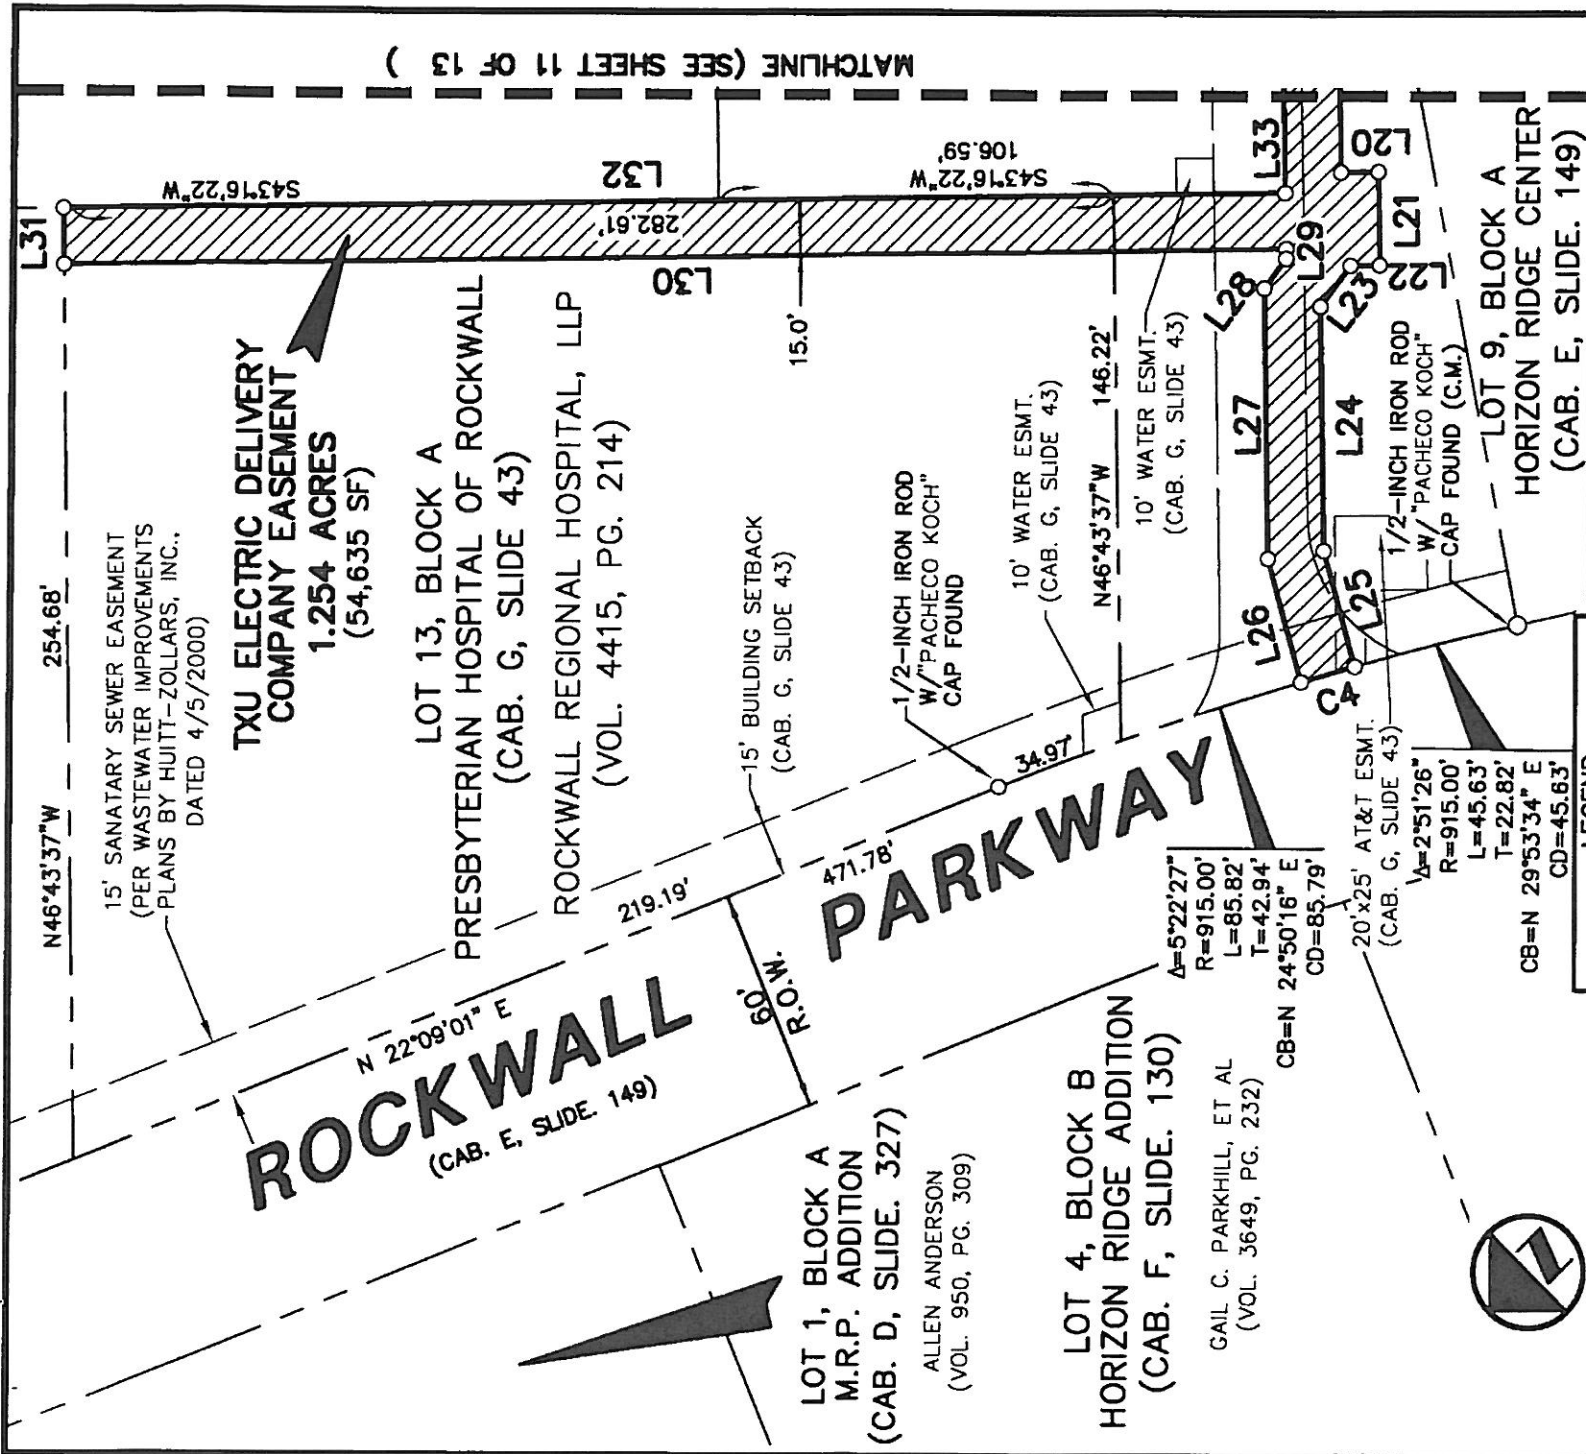 MATCHLINE (SEE SHEET 11 OF 13 )
L31
S43°16'22"W
L32
S43°16'22"W
106.59'
L33
L20
282.61'
L30
L29
L21
L28
L22
L23
15.0'
254.68'
N46°43'37"W
15' SANATARY SEWER EASEMENT
(PER WASTEWATER IMPROVEMENTS
PLANS BY HUITT-ZOLLARS, INC.,
DATED 4/5/2000)
TXU ELECTRIC DELIVERY
COMPANY EASEMENT
1.254 ACRES
(54,635 SF)
LOT 13, BLOCK A
PRESBYTERIAN HOSPITAL OF ROCKWALL
(CAB. G, SLIDE 43)
ROCKWALL REGIONAL HOSPITAL, LLP
(VOL. 4415, PG. 214)
15' BUILDING SETBACK
(CAB. G, SLIDE 43)
1/2-INCH IRON ROD
W/"PACHECO KOCH"
CAP FOUND
10' WATER ESMT.
(CAB. G, SLIDE 43)
N46°43'37"W 146.22'
10' WATER ESMT.
(CAB. G, SLIDE 43)
L27
L24
L26
L25
C4
1/2-INCH IRON ROD
W/"PACHECO KOCH"
CAP FOUND (C.M.)
LOT 9, BLOCK A
HORIZON RIDGE CENTER
(CAB. E, SLIDE. 149)
N 22°09'01" E
219.19'
471.78'
34.97'
ROCKWALL PARKWAY
(CAB. E, SLIDE. 149)
60'
R.O.W.
Δ=5°22'27"
R=915.00'
L=85.82'
T=42.94'
CB=N 24°50'16" E
CD=85.79'
20'x25' AT&T ESMT.
(CAB. G, SLIDE 43)
Δ=2°51'26"
R=915.00'
L=45.63'
T=22.82'
CB=N 29°53'34" E
CD=45.63'
LOT 1, BLOCK A
M.R.P. ADDITION
(CAB. D, SLIDE. 327)
ALLEN ANDERSON
(VOL. 950, PG. 309)
LOT 4, BLOCK B
HORIZON RIDGE ADDITION
(CAB. F, SLIDE. 130)
GAIL C. PARKHILL, ET AL
(VOL. 3649, PG. 232)
Z
LEGEND